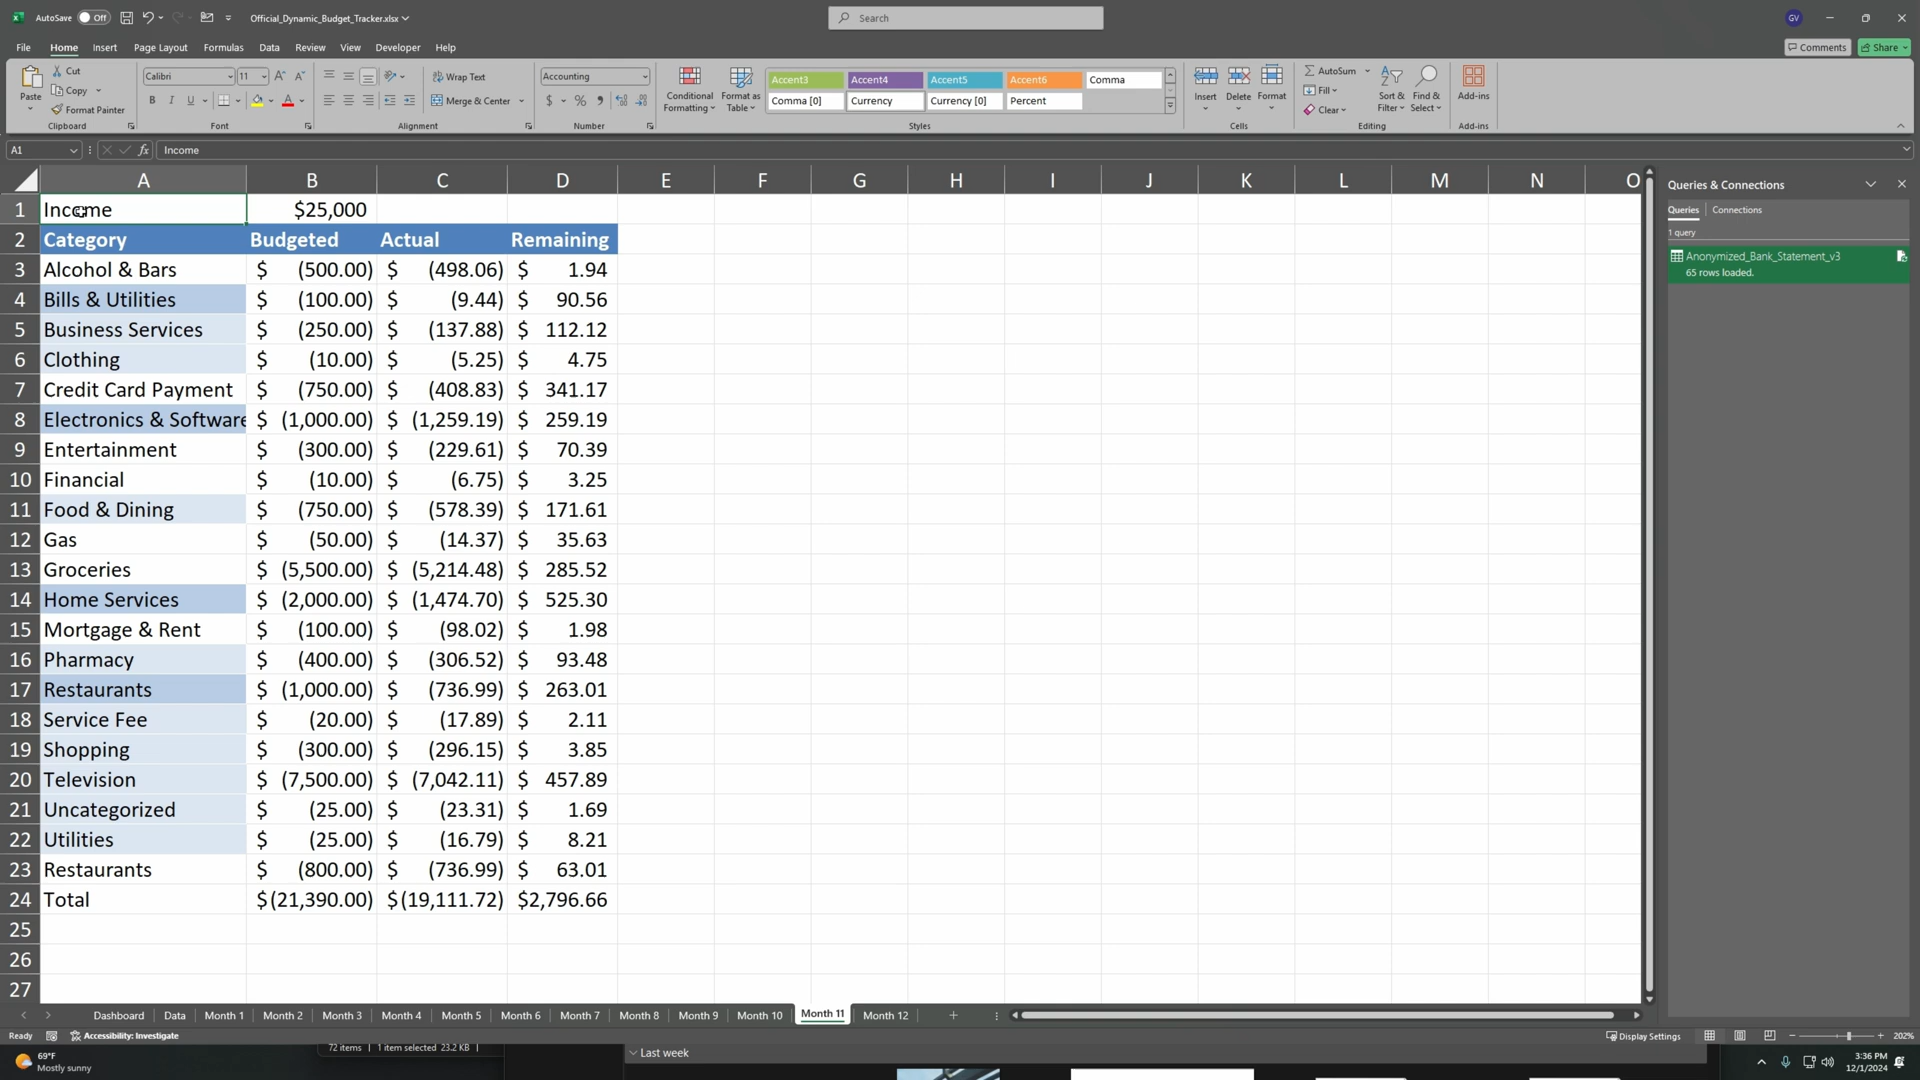 AutoSave Off Official_Dynamic_Budget_Tracker.xlsx Search GV
File Home Insert Page Layout Formulas Data Review View Developer Help Comments Share
Paste Cut Copy Format Painter Clipboard
Calibri 11 B I U Font
Wrap Text Merge & Center Alignment
Accounting $ % Number
Conditional Formatting Format as Table
Accent3 Accent4 Accent5 Accent6 Comma
Comma [0] Currency Currency [0] Percent
Styles
Insert Delete Format Cells
AutoSum Fill Clear Sort & Filter Find & Select Editing
Add-ins Add-ins
A1 fx Income
A B C D E F G H I J K L M N O
1 Income $25,000
2 Category Budgeted Actual Remaining
3 Alcohol & Bars $ (500.00) $ (498.06) $ 1.94
4 Bills & Utilities $ (100.00) $ (9.44) $ 90.56
5 Business Services $ (250.00) $ (137.88) $ 112.12
6 Clothing $ (10.00) $ (5.25) $ 4.75
7 Credit Card Payment $ (750.00) $ (408.83) $ 341.17
8 Electronics & Software $ (1,000.00) $ (1,259.19) $ 259.19
9 Entertainment $ (300.00) $ (229.61) $ 70.39
10 Financial $ (10.00) $ (6.75) $ 3.25
11 Food & Dining $ (750.00) $ (578.39) $ 171.61
12 Gas $ (50.00) $ (14.37) $ 35.63
13 Groceries $ (5,500.00) $ (5,214.48) $ 285.52
14 Home Services $ (2,000.00) $ (1,474.70) $ 525.30
15 Mortgage & Rent $ (100.00) $ (98.02) $ 1.98
16 Pharmacy $ (400.00) $ (306.52) $ 93.48
17 Restaurants $ (1,000.00) $ (736.99) $ 263.01
18 Service Fee $ (20.00) $ (17.89) $ 2.11
19 Shopping $ (300.00) $ (296.15) $ 3.85
20 Television $ (7,500.00) $ (7,042.11) $ 457.89
21 Uncategorized $ (25.00) $ (23.31) $ 1.69
22 Utilities $ (25.00) $ (16.79) $ 8.21
23 Restaurants $ (800.00) $ (736.99) $ 63.01
24 Total $(21,390.00) $(19,111.72) $2,796.66
25
26
27
Queries & Connections
Queries Connections
1 query
Anonymized_Bank_Statement_v3
65 rows loaded.
Dashboard Data Month 1 Month 2 Month 3 Month 4 Month 5 Month 6 Month 7 Month 8 Month 9 Month 10 Month 11 Month 12
Ready Accessibility: Investigate Display Settings 202%
72 items 1 item selected 23.2 KB
Last week
69°F
Mostly sunny
3:36 PM
12/1/2024